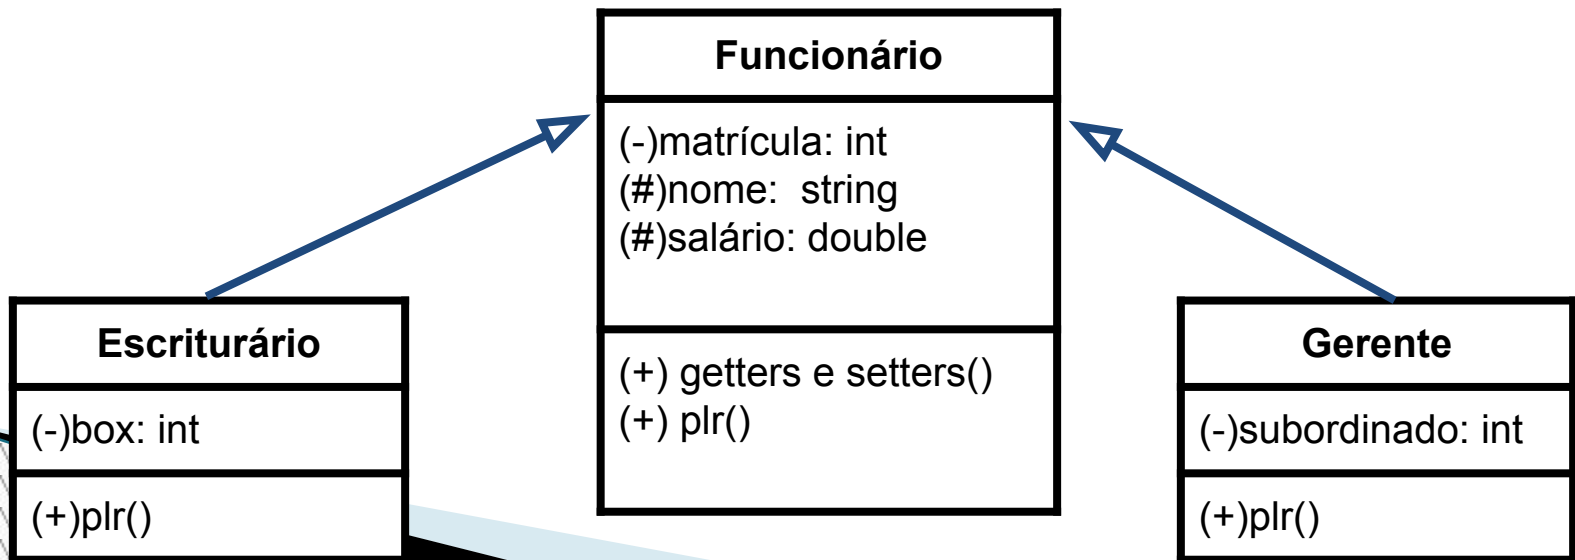 Funcionário
(-)matrícula: int
(#)nome: string
(#)salário: double
(+) getters e setters()
(+) plr()
Escriturário
(-)box: int
(+)plr()
Gerente
(-)subordinado: int
(+)plr()